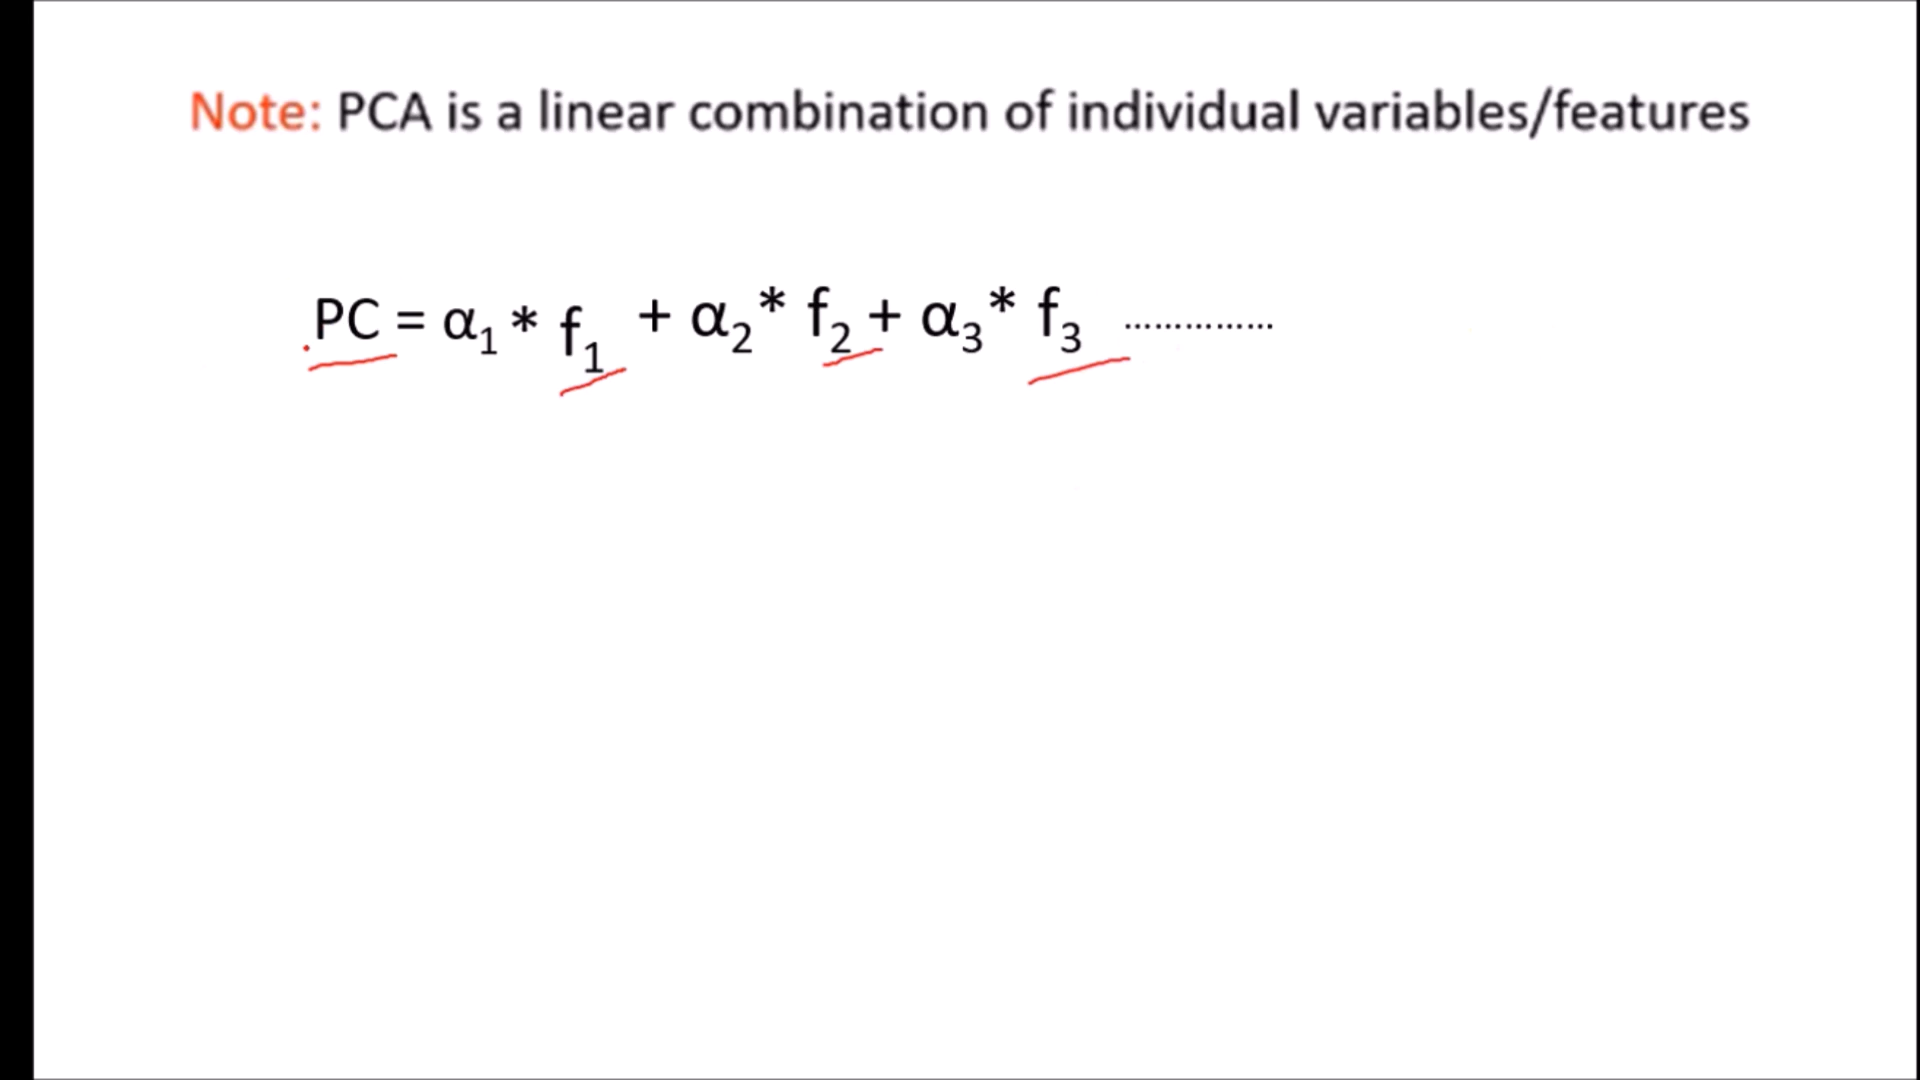 Note: PCA is a linear combination of individual variables/features
PC = α₁ * f₁ + α₂* f₂ + α₃* f₃ ...............